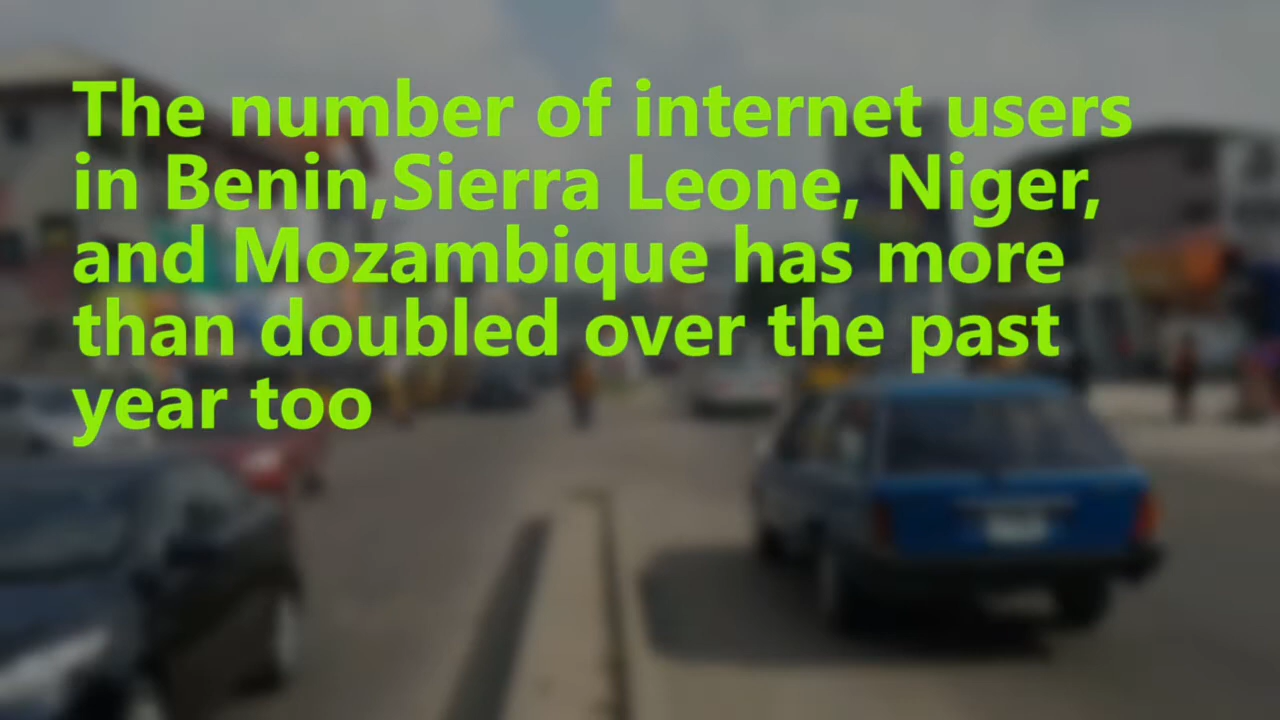 The number of internet users
in Benin,Sierra Leone, Niger,
and Mozambique has more
than doubled over the past
year too